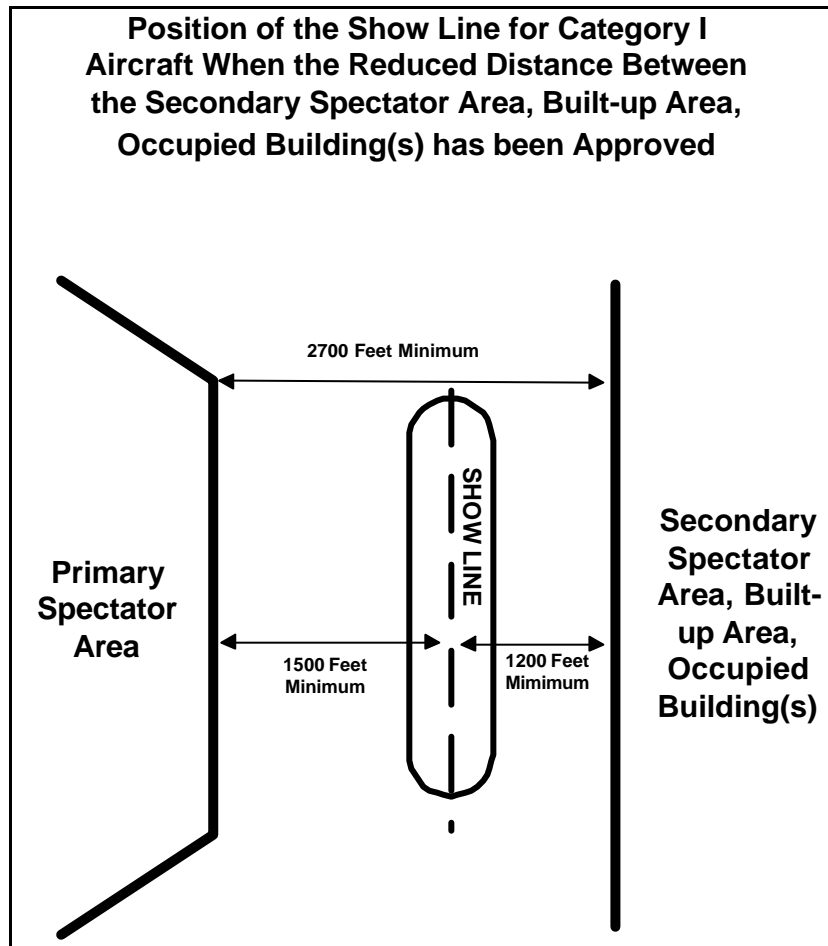 Position of the Show Line for Category I
Aircraft When the Reduced Distance Between
the Secondary Spectator Area, Built-up Area,
Occupied Building(s) has been Approved
2700 Feet Minimum
SHOW LINE
Primary
Spectator
Area
1500 Feet
Minimum
1200 Feet
Mimimum
Secondary
Spectator
Area, Built-
up Area,
Occupied
Building(s)